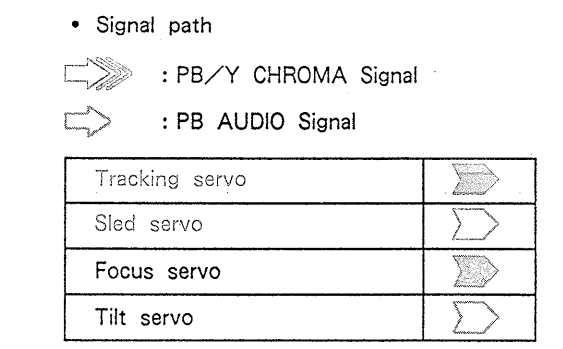 • Signal path
: PB/Y CHROMA Signal
: PB AUDIO Signal
Tracking servo
Sled servo
Focus servo
Tilt servo